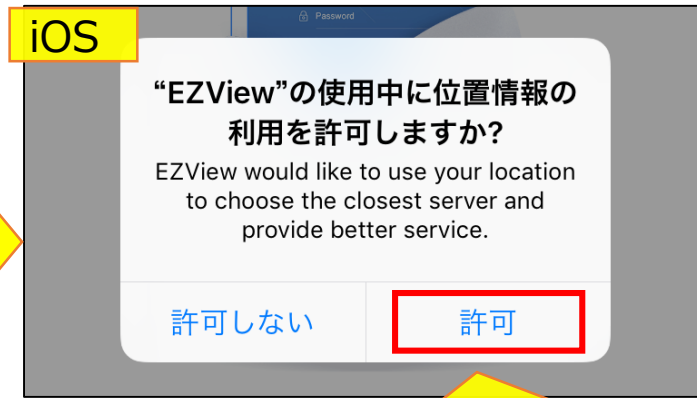 Password
iOS
“EZView”の使用中に位置情報の
利用を許可しますか?
EZView would like to use your location
to choose the closest server and
provide better service.
許可しない
許可